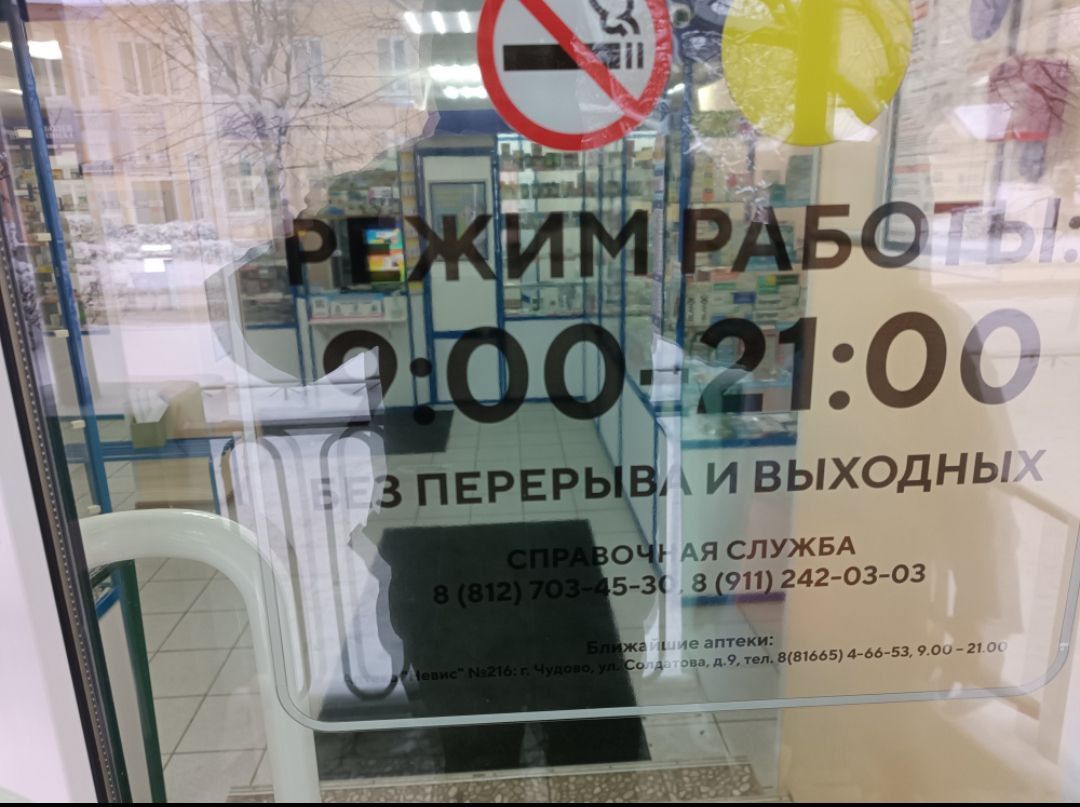 РЕЖИМ РАБОТЫ:
9:00-21:00
БЕЗ ПЕРЕРЫВА И ВЫХОДНЫХ
СПРАВОЧНАЯ СЛУЖБА
8 (812) 703-45-30, 8 (911) 242-03-03
Ближайшие аптеки:
Аптека "Невис" №216: г. Чудово, ул. Солдатова, д.9, тел. 8(81665) 4-66-53, 9.00 - 21.00